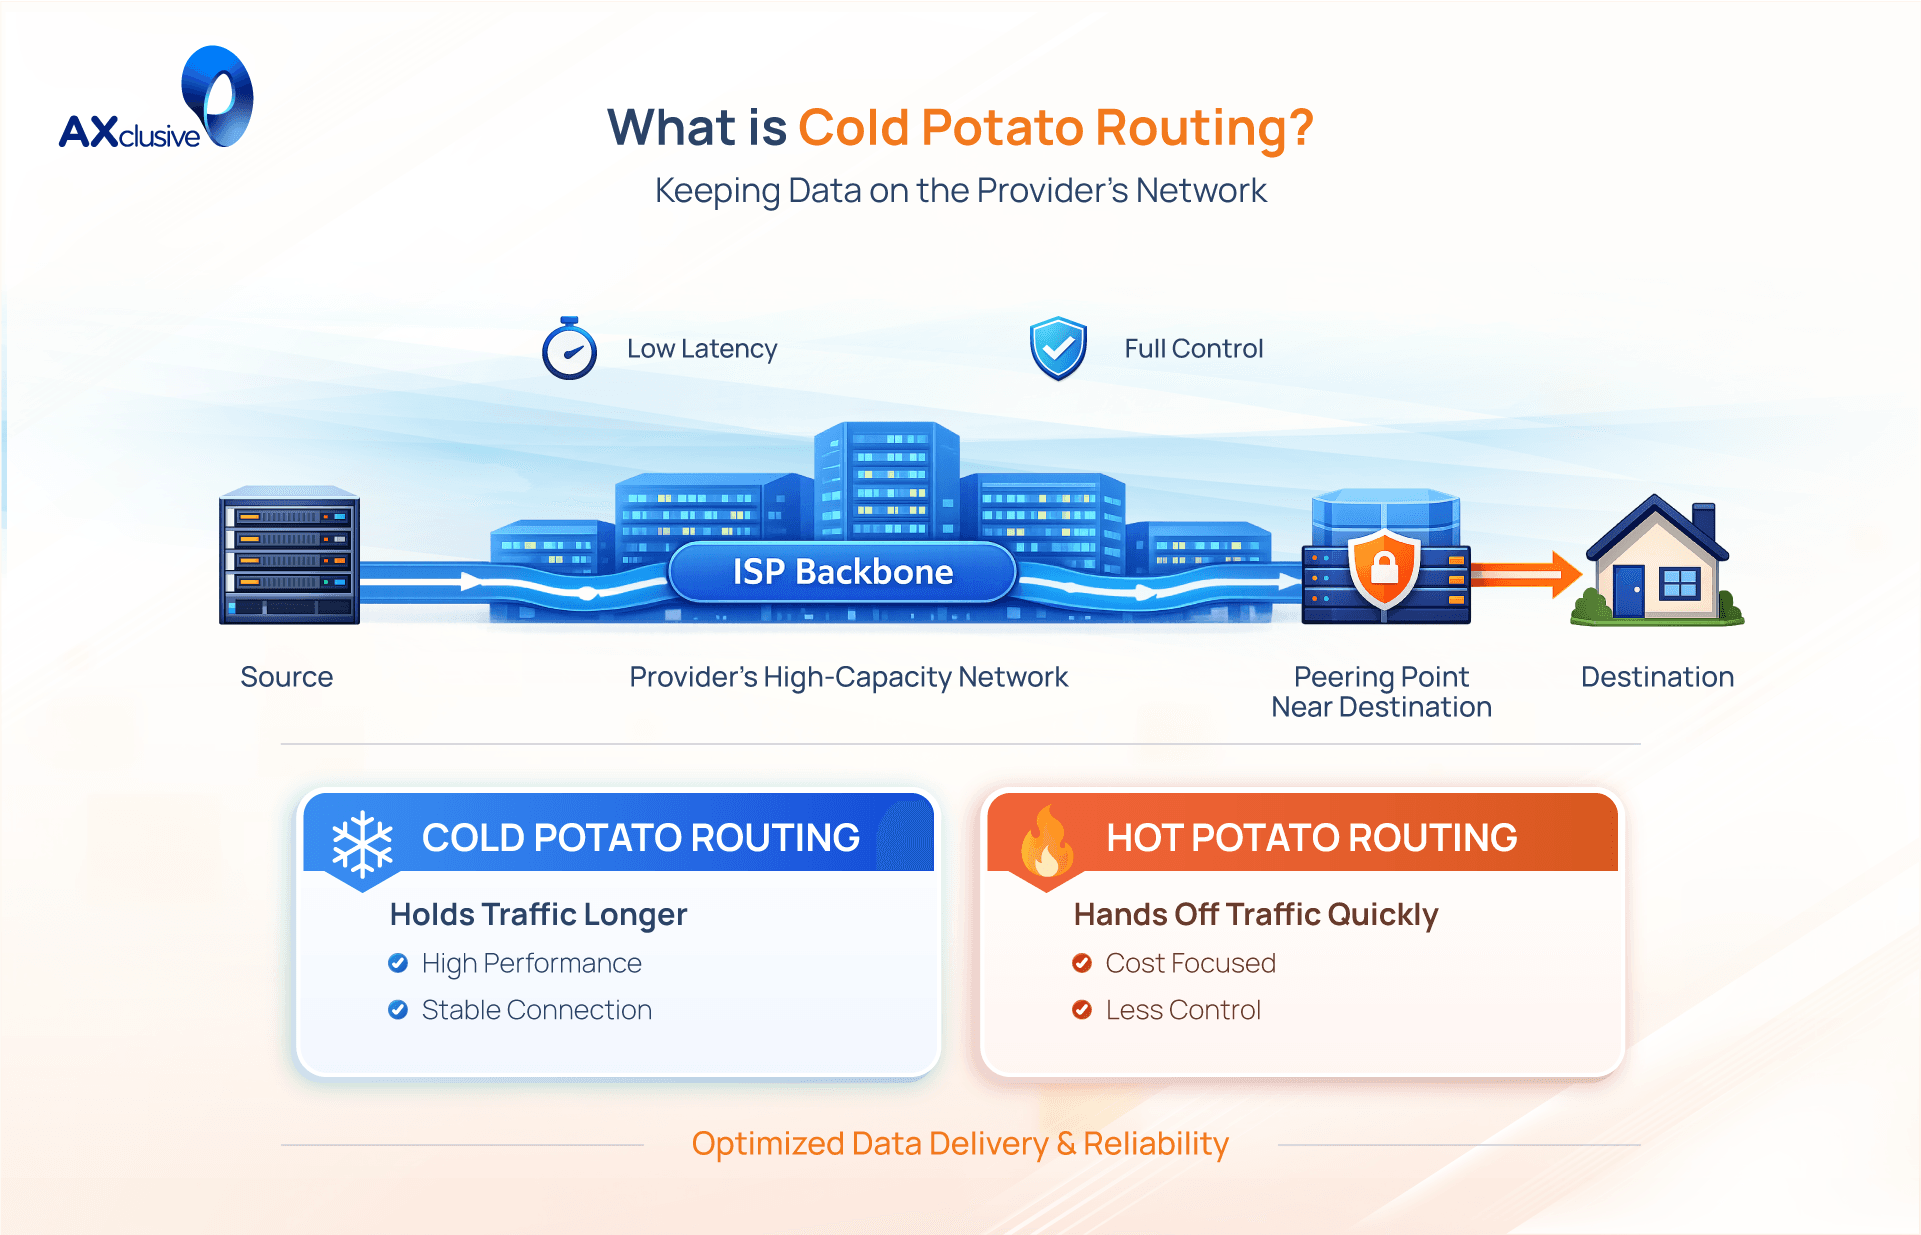 AXclusive
What is Cold Potato Routing?
Keeping Data on the Provider's Network
Low Latency
Full Control
ISP Backbone
Source
Provider's High-Capacity Network
Peering Point
Near Destination
Destination
COLD POTATO ROUTING
Holds Traffic Longer
High Performance
Stable Connection
HOT POTATO ROUTING
Hands Off Traffic Quickly
Cost Focused
Less Control
Optimized Data Delivery & Reliability